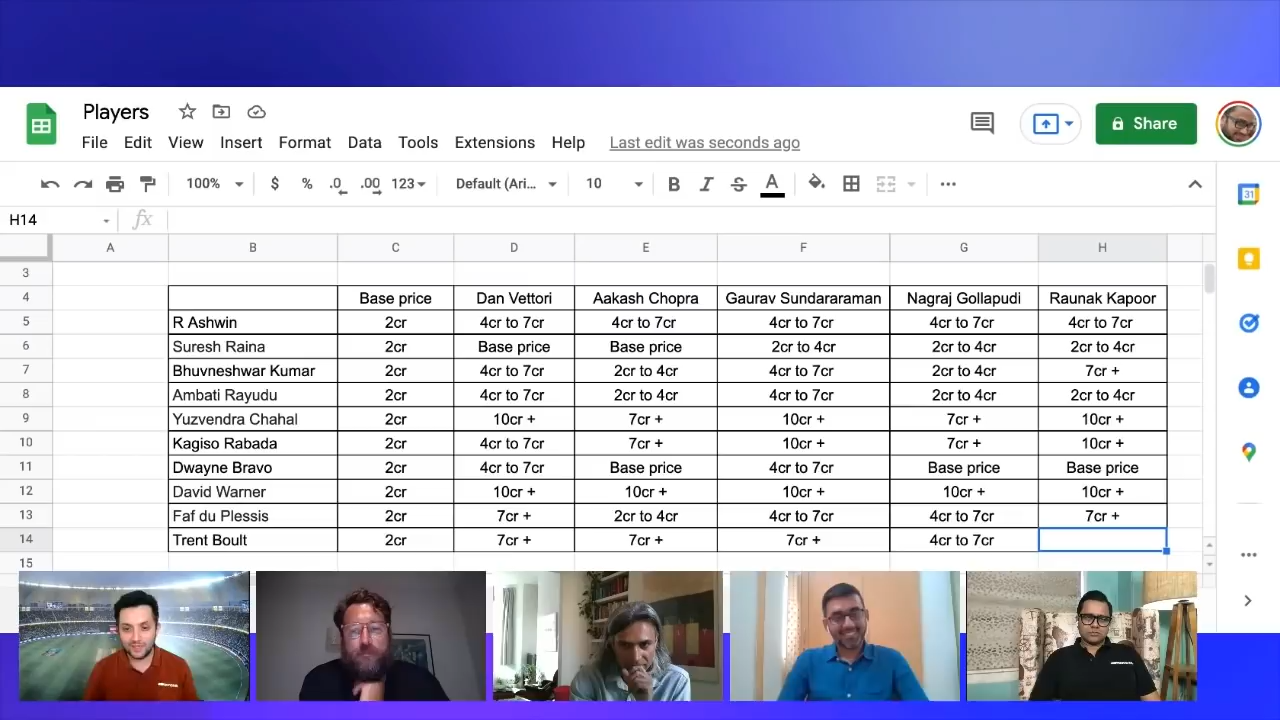 Players
File Edit View Insert Format Data Tools Extensions Help Last edit was seconds ago
Share
100% $ % .0 .00 123 Default (Ari... 10 B I S A
31
H14 fx
A B C D E F G H
3
4 Base price Dan Vettori Aakash Chopra Gaurav Sundararaman Nagraj Gollapudi Raunak Kapoor
5 R Ashwin 2cr 4cr to 7cr 4cr to 7cr 4cr to 7cr 4cr to 7cr 4cr to 7cr
6 Suresh Raina 2cr Base price Base price 2cr to 4cr 2cr to 4cr 2cr to 4cr
7 Bhuvneshwar Kumar 2cr 4cr to 7cr 2cr to 4cr 4cr to 7cr 2cr to 4cr 7cr +
8 Ambati Rayudu 2cr 4cr to 7cr 2cr to 4cr 4cr to 7cr 2cr to 4cr 2cr to 4cr
9 Yuzvendra Chahal 2cr 10cr + 7cr + 10cr + 7cr + 10cr +
10 Kagiso Rabada 2cr 4cr to 7cr 7cr + 10cr + 7cr + 10cr +
11 Dwayne Bravo 2cr 4cr to 7cr Base price 4cr to 7cr Base price Base price
12 David Warner 2cr 10cr + 10cr + 10cr + 10cr + 10cr +
13 Faf du Plessis 2cr 7cr + 2cr to 4cr 4cr to 7cr 4cr to 7cr 7cr +
14 Trent Boult 2cr 7cr + 7cr + 7cr + 4cr to 7cr
15